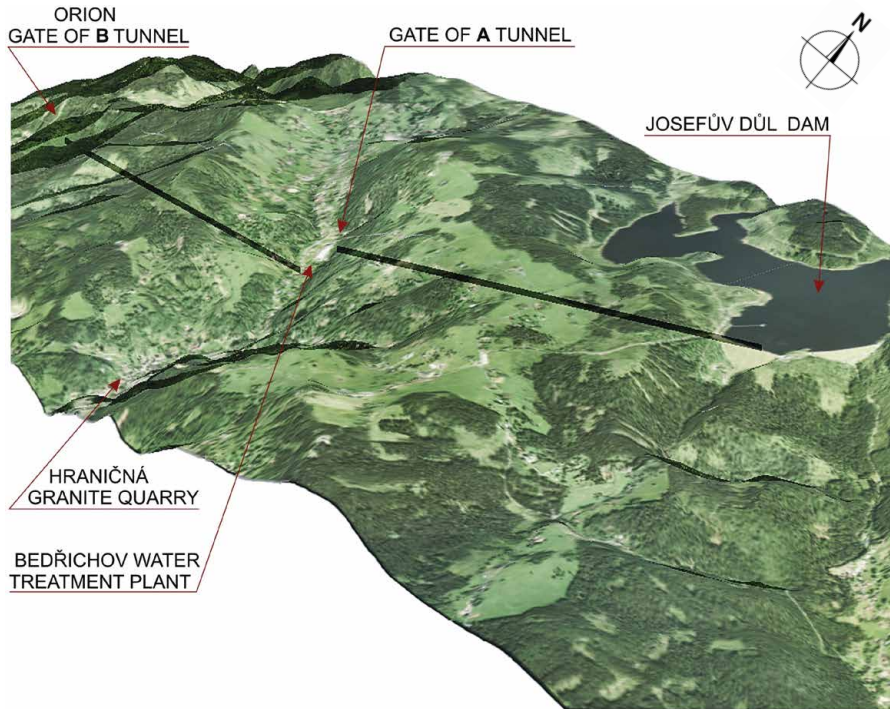 ORION
GATE OF B TUNNEL
GATE OF A TUNNEL
N
JOSEFŮV DŮL DAM
HRANIČNÁ
GRANITE QUARRY
BEDŘICHOV WATER
TREATMENT PLANT